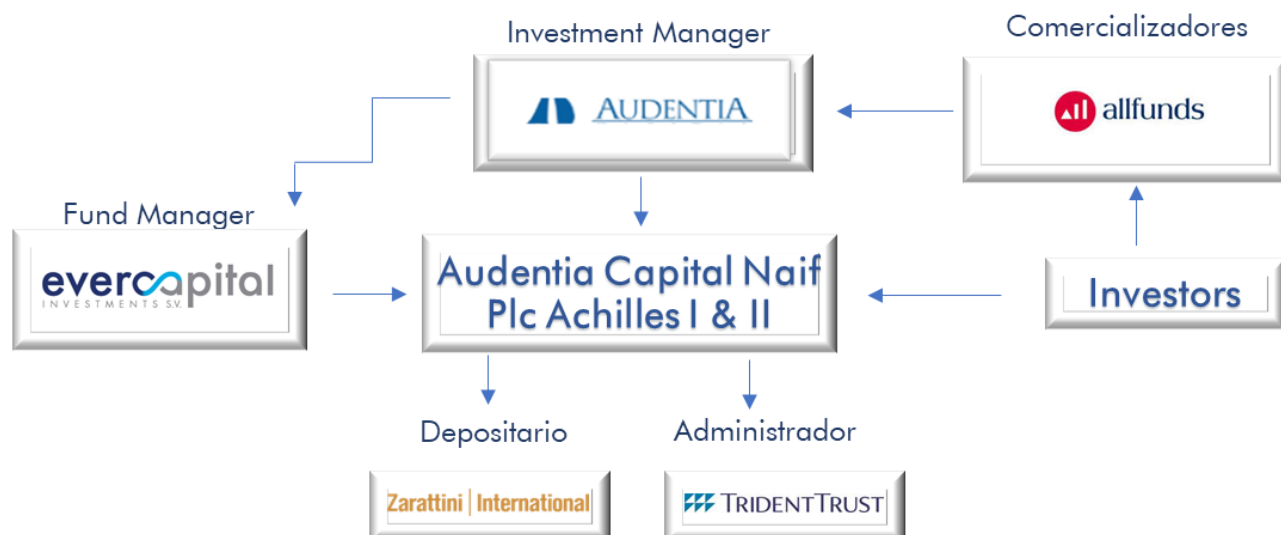 Investment Manager
Comercializadores
AUDENTIA
allfunds
Fund Manager
evercapital
INVESTMENTS S.V.
Audentia Capital Naif
Plc Achilles I & II
Investors
Depositario
Administrador
Zarattini | International
TRIDENTTRUST